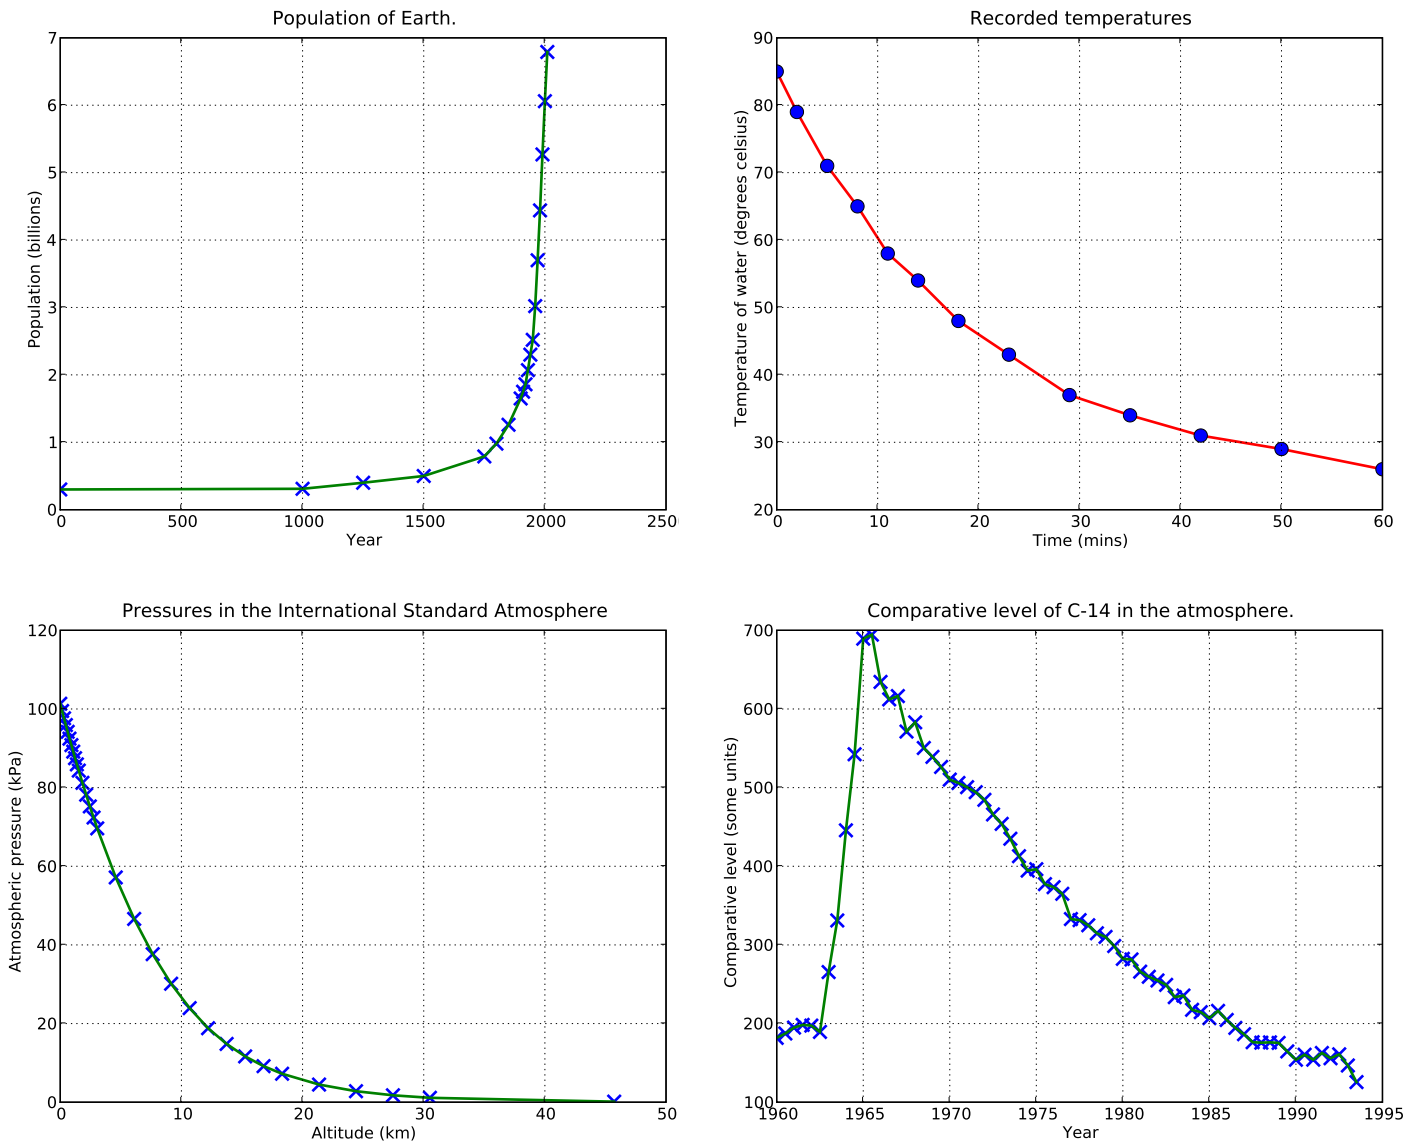 Population of Earth.
7
6
5
4
3
2
1
0
Population (billions)
0 500 1000 1500 2000 250
Year
Recorded temperatures
90
80
70
60
50
40
30
20
Temperature of water (degrees celsius)
0 10 20 30 40 50 60
Time (mins)
Pressures in the International Standard Atmosphere
120
100
80
60
40
20
0
Atmospheric pressure (kPa)
0 10 20 30 40 50
Altitude (km)
Comparative level of C-14 in the atmosphere.
700
600
500
400
300
200
100
Comparative level (some units)
1960 1965 1970 1975 1980 1985 1990 1995
Year